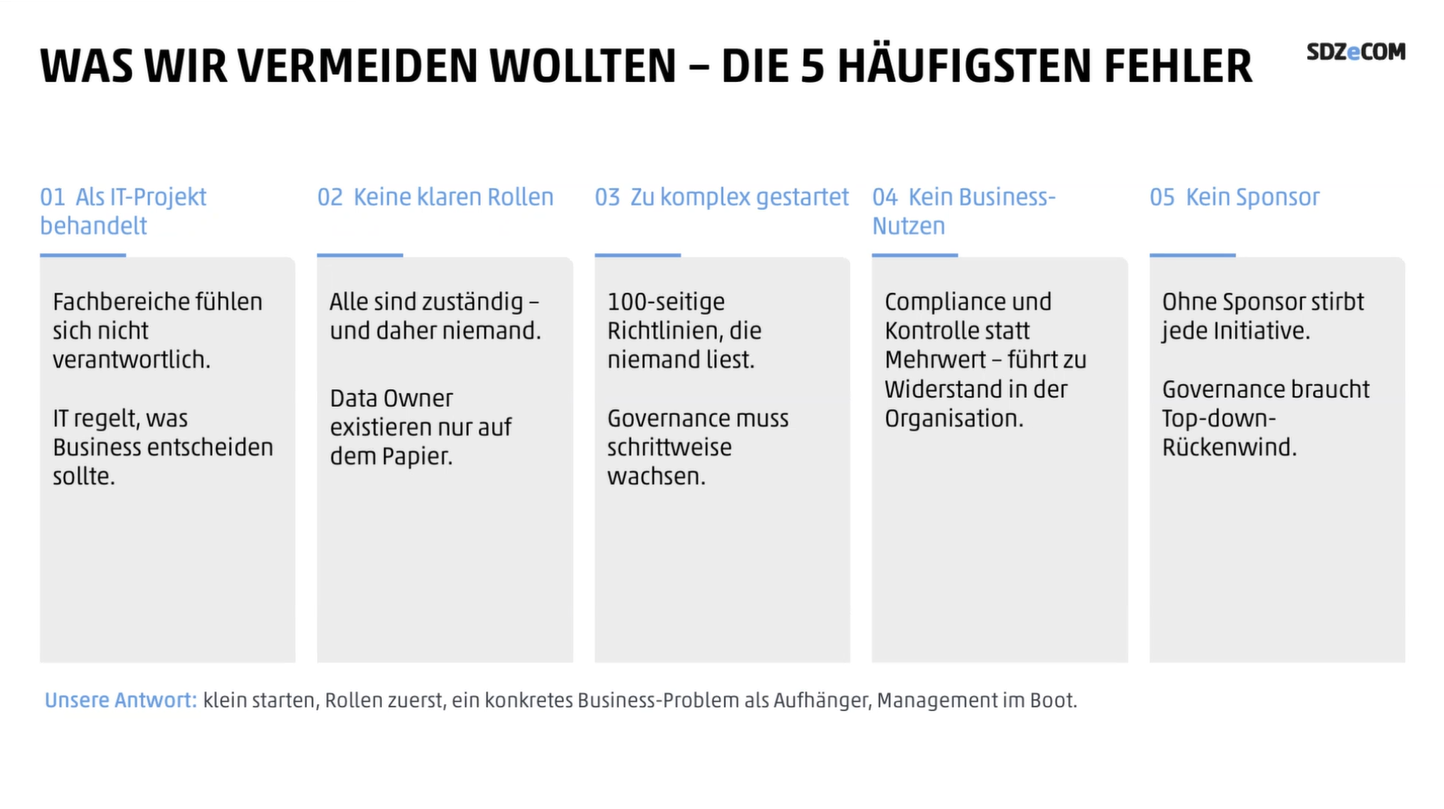 WAS WIR VERMEIDEN WOLLTEN – DIE 5 HÄUFIGSTEN FEHLER
SDZeCOM
01 Als IT-Projekt
behandelt
Fachbereiche fühlen
sich nicht
verantwortlich.
IT regelt, was
Business entscheiden
sollte.
02 Keine klaren Rollen
Alle sind zuständig –
und daher niemand.
Data Owner
existieren nur auf
dem Papier.
03 Zu komplex gestartet
100-seitige
Richtlinien, die
niemand liest.
Governance muss
schrittweise
wachsen.
04 Kein Business-
Nutzen
Compliance und
Kontrolle statt
Mehrwert – führt zu
Widerstand in der
Organisation.
05 Kein Sponsor
Ohne Sponsor stirbt
jede Initiative.
Governance braucht
Top-down-
Rückenwind.
Unsere Antwort: klein starten, Rollen zuerst, ein konkretes Business-Problem als Aufhänger, Management im Boot.